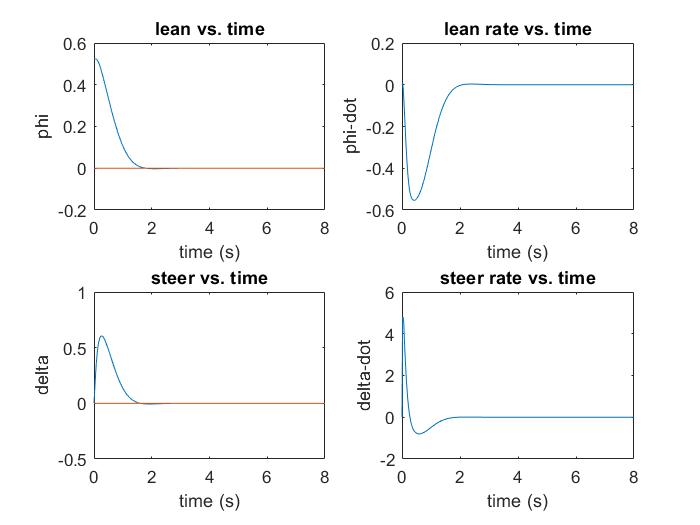 lean vs. time
0.6
0.4
0.2
0
-0.2
phi
0 2 4 6 8
time (s)
lean rate vs. time
0.2
0
-0.2
-0.4
-0.6
phi-dot
0 2 4 6 8
time (s)
steer vs. time
1
0.5
0
-0.5
delta
0 2 4 6 8
time (s)
steer rate vs. time
6
4
2
0
-2
delta-dot
0 2 4 6 8
time (s)